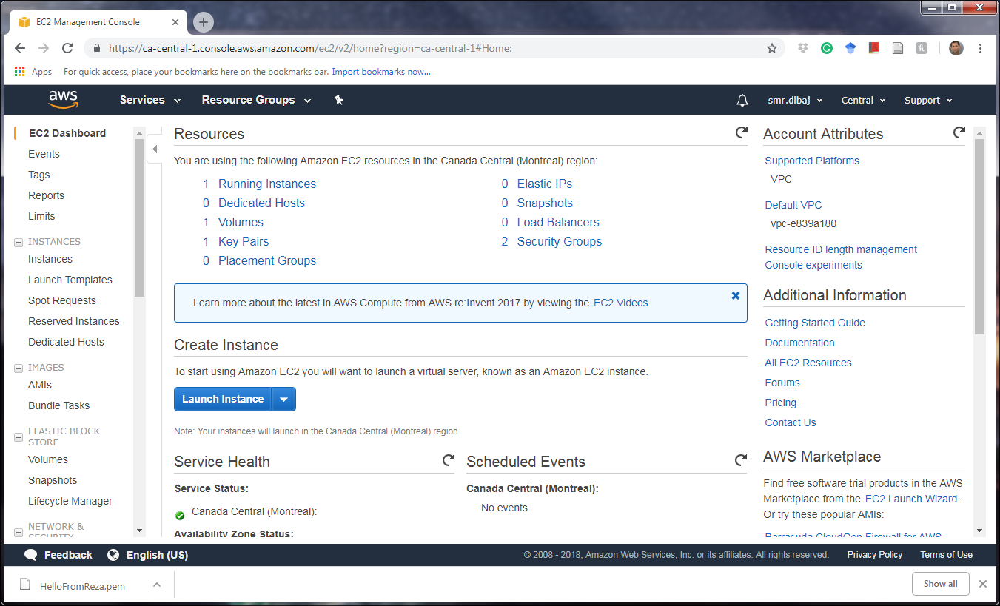 EC2 Management Console
https://ca-central-1.console.aws.amazon.com/ec2/v2/home?region=ca-central-1#Home:
Apps For quick access, place your bookmarks here on the bookmarks bar. Import bookmarks now...
aws Services Resource Groups smr.dibaj Central Support
EC2 Dashboard
Events
Tags
Reports
Limits
INSTANCES
Instances
Launch Templates
Spot Requests
Reserved Instances
Dedicated Hosts
IMAGES
AMIs
Bundle Tasks
ELASTIC BLOCK
STORE
Volumes
Snapshots
Lifecycle Manager
NETWORK &
SECURITY
Resources
You are using the following Amazon EC2 resources in the Canada Central (Montreal) region:
1 Running Instances
0 Dedicated Hosts
1 Volumes
1 Key Pairs
0 Placement Groups
0 Elastic IPs
0 Snapshots
0 Load Balancers
2 Security Groups
Learn more about the latest in AWS Compute from AWS re:Invent 2017 by viewing the EC2 Videos.
Create Instance
To start using Amazon EC2 you will want to launch a virtual server, known as an Amazon EC2 instance.
Launch Instance
Note: Your instances will launch in the Canada Central (Montreal) region
Service Health
Service Status:
Canada Central (Montreal):
Availability Zone Status:
Scheduled Events
Canada Central (Montreal):
No events
Account Attributes
Supported Platforms
VPC
Default VPC
vpc-e839a180
Resource ID length management
Console experiments
Additional Information
Getting Started Guide
Documentation
All EC2 Resources
Forums
Pricing
Contact Us
AWS Marketplace
Find free software trial products in the AWS
Marketplace from the EC2 Launch Wizard.
Or try these popular AMIs:
Barracuda CloudGen Firewall for AWS
Feedback English (US) © 2008 - 2018, Amazon Web Services, Inc. or its affiliates. All rights reserved. Privacy Policy Terms of Use
HelloFromReza.pem Show all